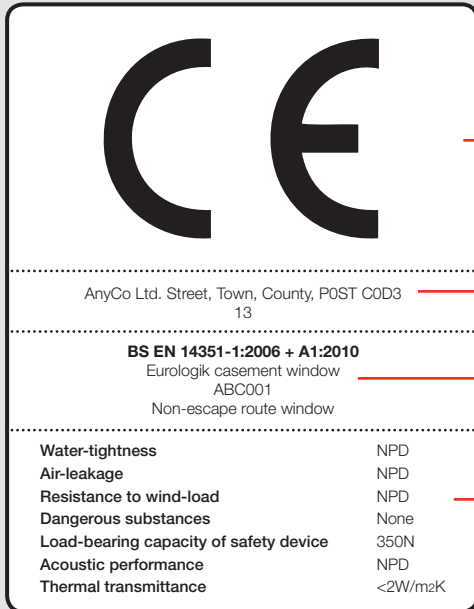 CE
AnyCo Ltd. Street, Town, County, P0ST C0D3
13
BS EN 14351-1:2006 + A1:2010
Eurologik casement window
ABC001
Non-escape route window
Water-tightness NPD
Air-leakage NPD
Resistance to wind-load NPD
Dangerous substances None
Load-bearing capacity of safety device 350N
Acoustic performance NPD
Thermal transmittance <2W/m2K